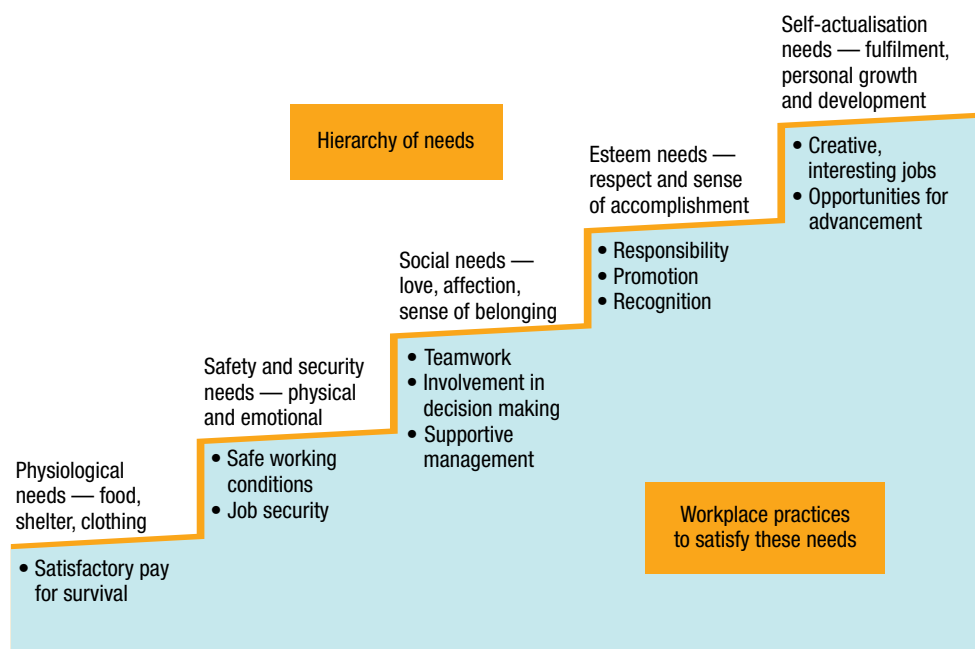 Self-actualisation
needs — fulfilment,
personal growth
and development
• Creative,
interesting jobs
• Opportunities for
advancement
Hierarchy of needs
Esteem needs —
respect and sense
of accomplishment
• Responsibility
• Promotion
• Recognition
Social needs —
love, affection,
sense of belonging
• Teamwork
• Involvement in
decision making
• Supportive
management
Safety and security
needs — physical
and emotional
• Safe working
conditions
• Job security
Physiological
needs — food,
shelter, clothing
• Satisfactory pay
for survival
Workplace practices
to satisfy these needs